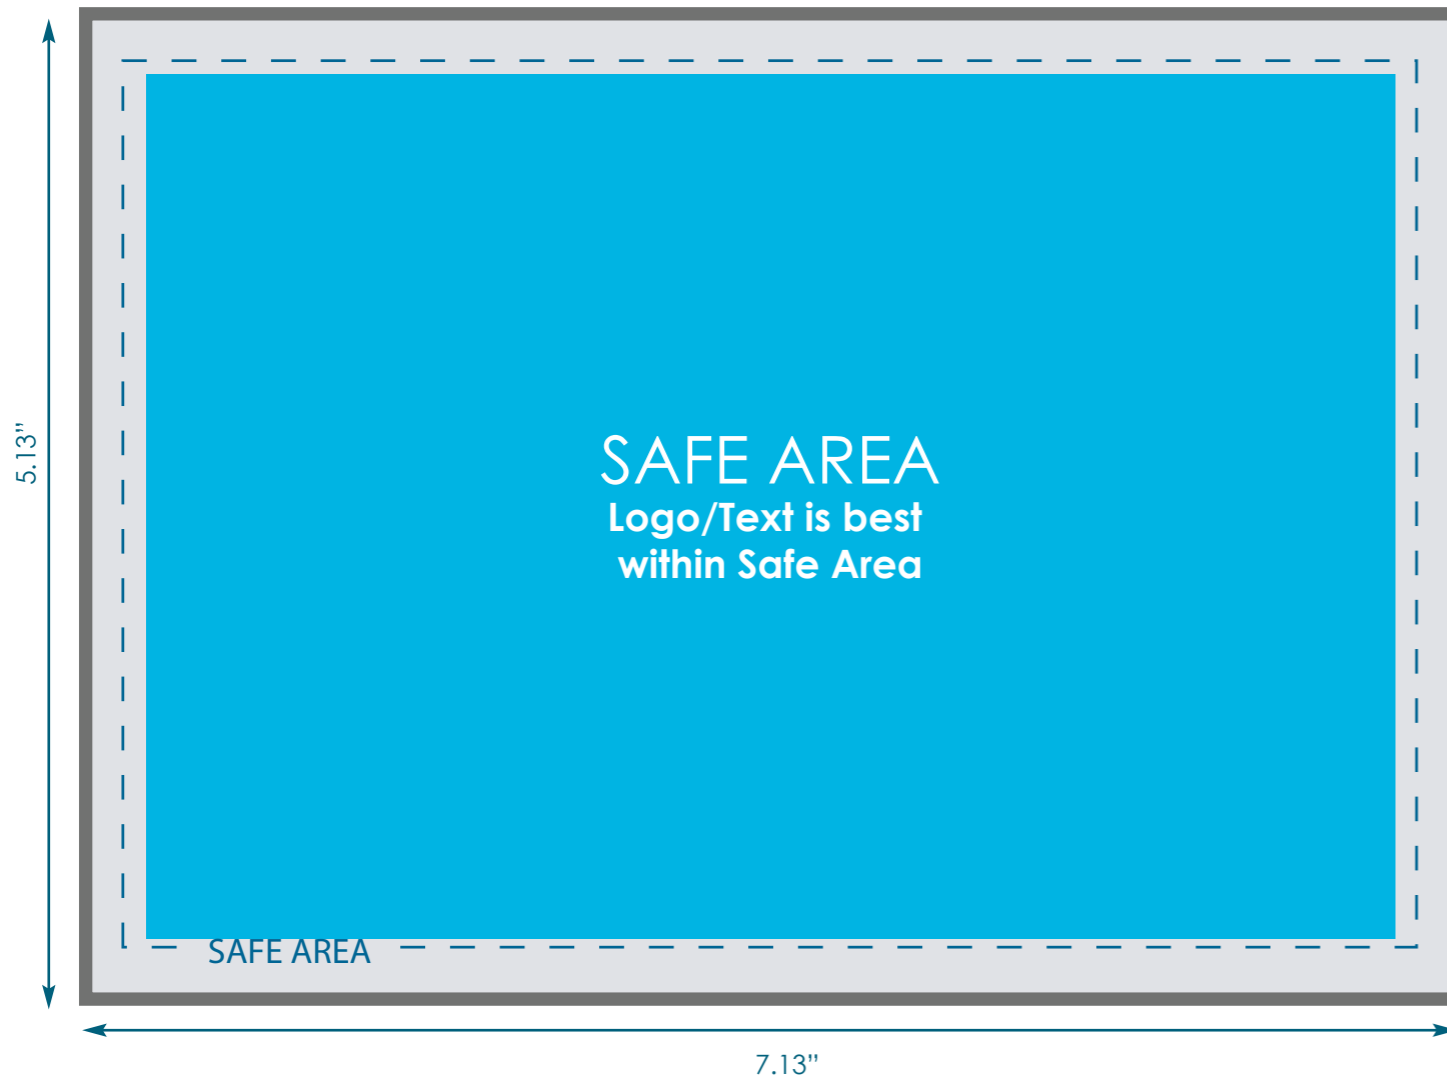 5.13”
SAFE AREA
Logo/Text is best
within Safe Area
SAFE AREA
7.13”